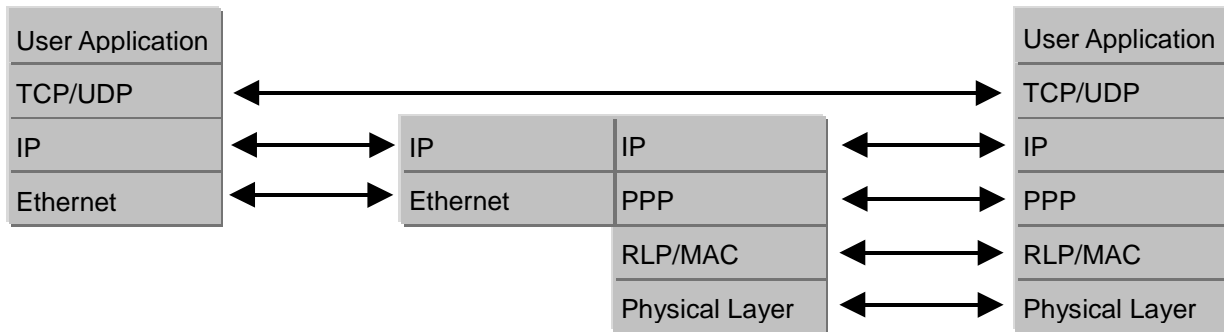 User Application
TCP/UDP
IP
Ethernet
IP
Ethernet
IP
PPP
RLP/MAC
Physical Layer
User Application
TCP/UDP
IP
PPP
RLP/MAC
Physical Layer